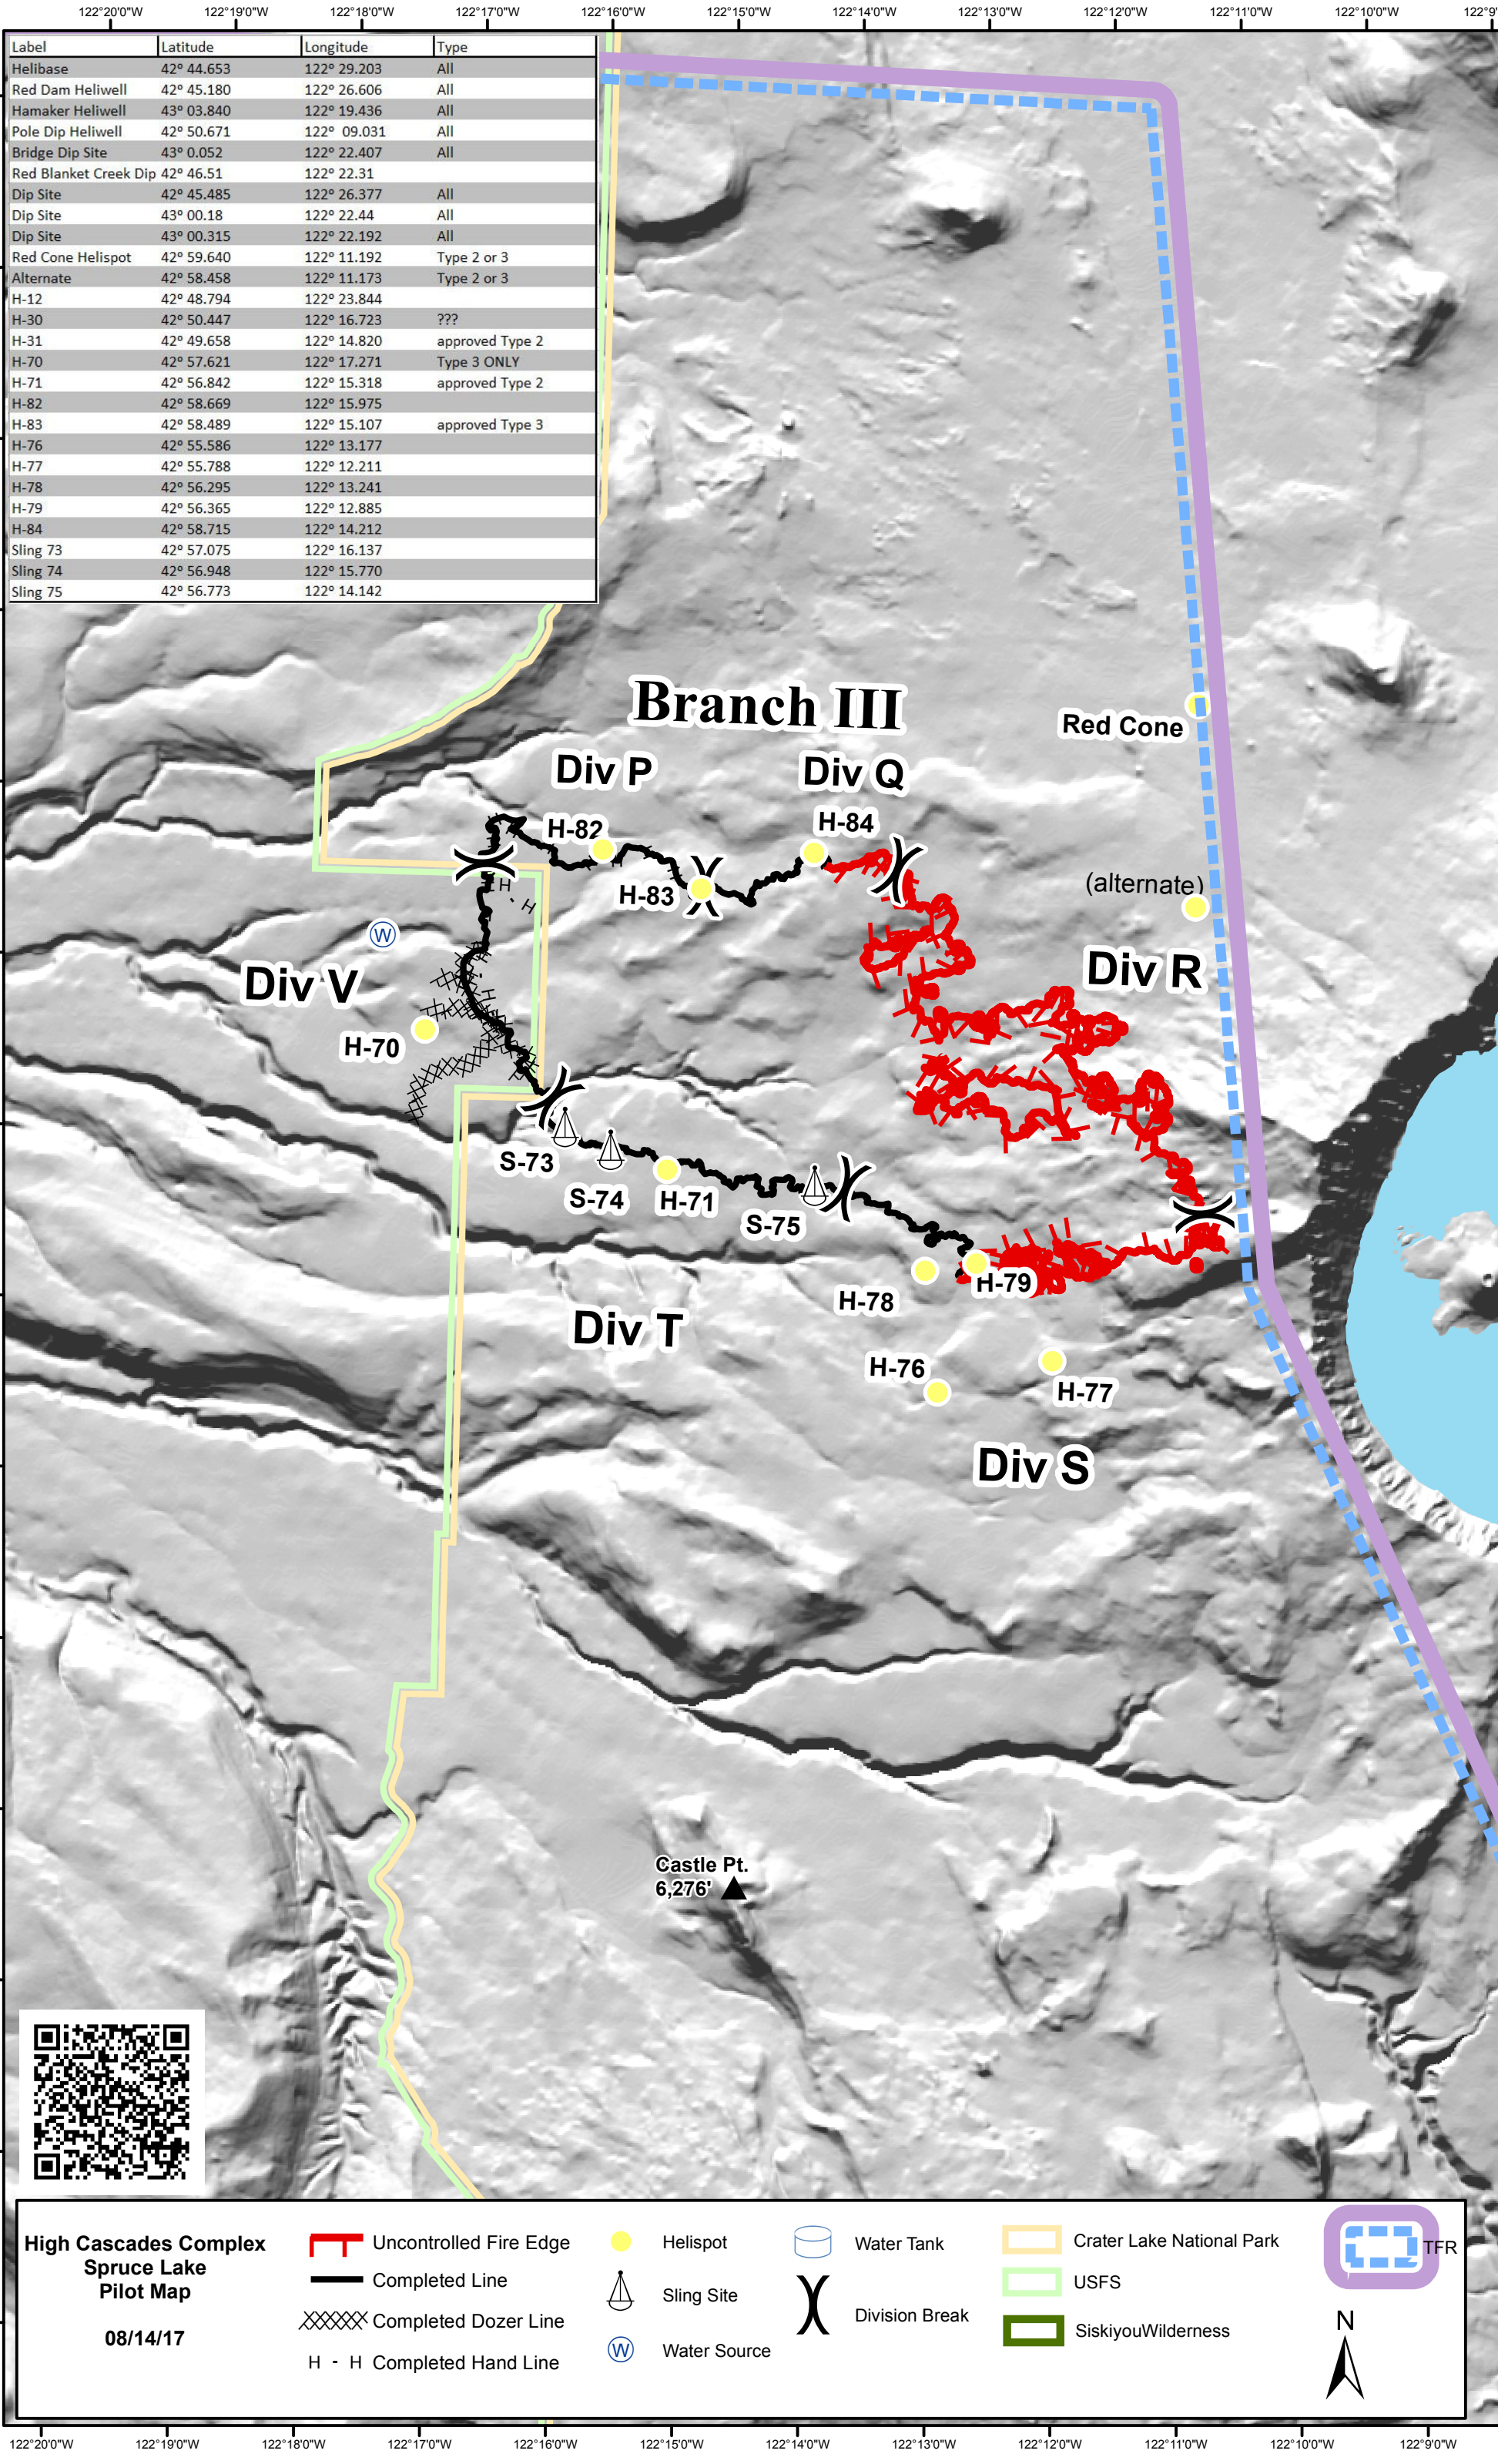 122°20'0"W 122°19'0"W 122°18'0"W 122°17'0"W 122°16'0"W 122°15'0"W 122°14'0"W 122°13'0"W 122°12'0"W 122°11'0"W 122°10'0"W 122°9'
Label Latitude Longitude Type
Helibase 42° 44.653 122° 29.203 All
Red Dam Heliwell 42° 45.180 122° 26.606 All
Hamaker Heliwell 43° 03.840 122° 19.436 All
Pole Dip Heliwell 42° 50.671 122° 09.031 All
Bridge Dip Site 43° 0.052 122° 22.407 All
Red Blanket Creek Dip 42° 46.51 122° 22.31
Dip Site 42° 45.485 122° 26.377 All
Dip Site 43° 00.18 122° 22.44 All
Dip Site 43° 00.315 122° 22.192 All
Red Cone Helispot 42° 59.640 122° 11.192 Type 2 or 3
Alternate 42° 58.458 122° 11.173 Type 2 or 3
H-12 42° 48.794 122° 23.844
H-30 42° 50.447 122° 16.723 ???
H-31 42° 49.658 122° 14.820 approved Type 2
H-70 42° 57.621 122° 17.271 Type 3 ONLY
H-71 42° 56.842 122° 15.318 approved Type 2
H-82 42° 58.669 122° 15.975
H-83 42° 58.489 122° 15.107 approved Type 3
H-76 42° 55.586 122° 13.177
H-77 42° 55.788 122° 12.211
H-78 42° 56.295 122° 13.241
H-79 42° 56.365 122° 12.885
H-84 42° 58.715 122° 14.212
Sling 73 42° 57.075 122° 16.137
Sling 74 42° 56.948 122° 15.770
Sling 75 42° 56.773 122° 14.142
Branch III
Red Cone
Div P
Div Q
H-82
H-84
H-83
(alternate)
H
- H
W
Div V
Div R
H
H-70
S-73
S-74
H-71
S-75
H-79
H-78
Div T
H-76
H-77
Div S
Castle Pt.
6,276'
High Cascades Complex
Spruce Lake
Pilot Map
08/14/17
Uncontrolled Fire Edge
Completed Line
Completed Dozer Line
H - H Completed Hand Line
Helispot
Sling Site
W Water Source
Water Tank
Division Break
Crater Lake National Park
USFS
SiskiyouWilderness
TFR
N
122°20'0"W 122°19'0"W 122°18'0"W 122°17'0"W 122°16'0"W 122°15'0"W 122°14'0"W 122°13'0"W 122°12'0"W 122°11'0"W 122°10'0"W 122°9'0"W